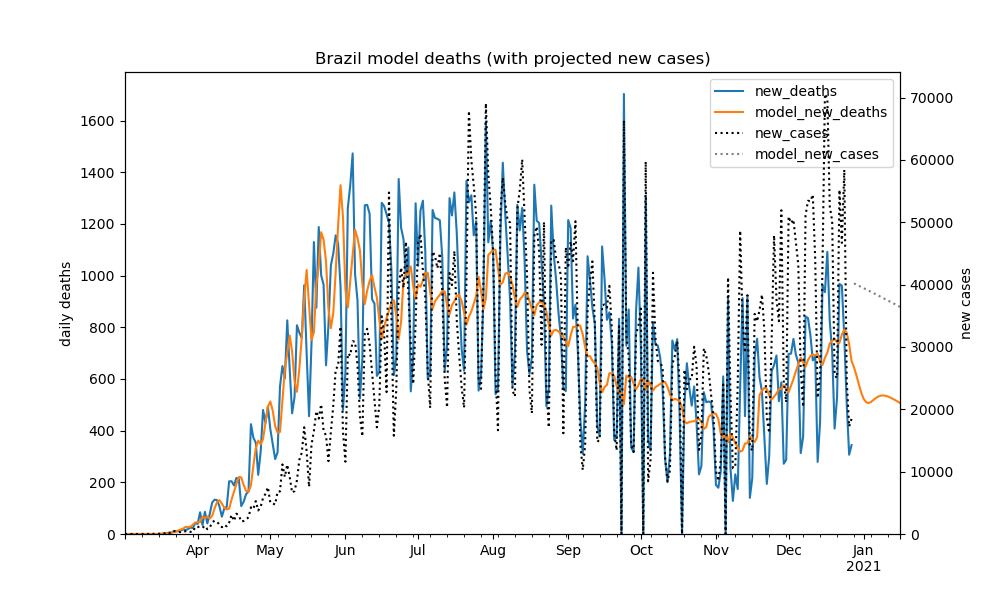 Brazil model deaths (with projected new cases)
new_deaths
model_new_deaths
new_cases
model_new_cases
daily deaths
1600
1400
1200
1000
800
600
400
200
0
70000
60000
50000
40000
30000
20000
10000
0
new cases
Apr May Jun Jul Aug Sep Oct Nov Dec Jan
2021